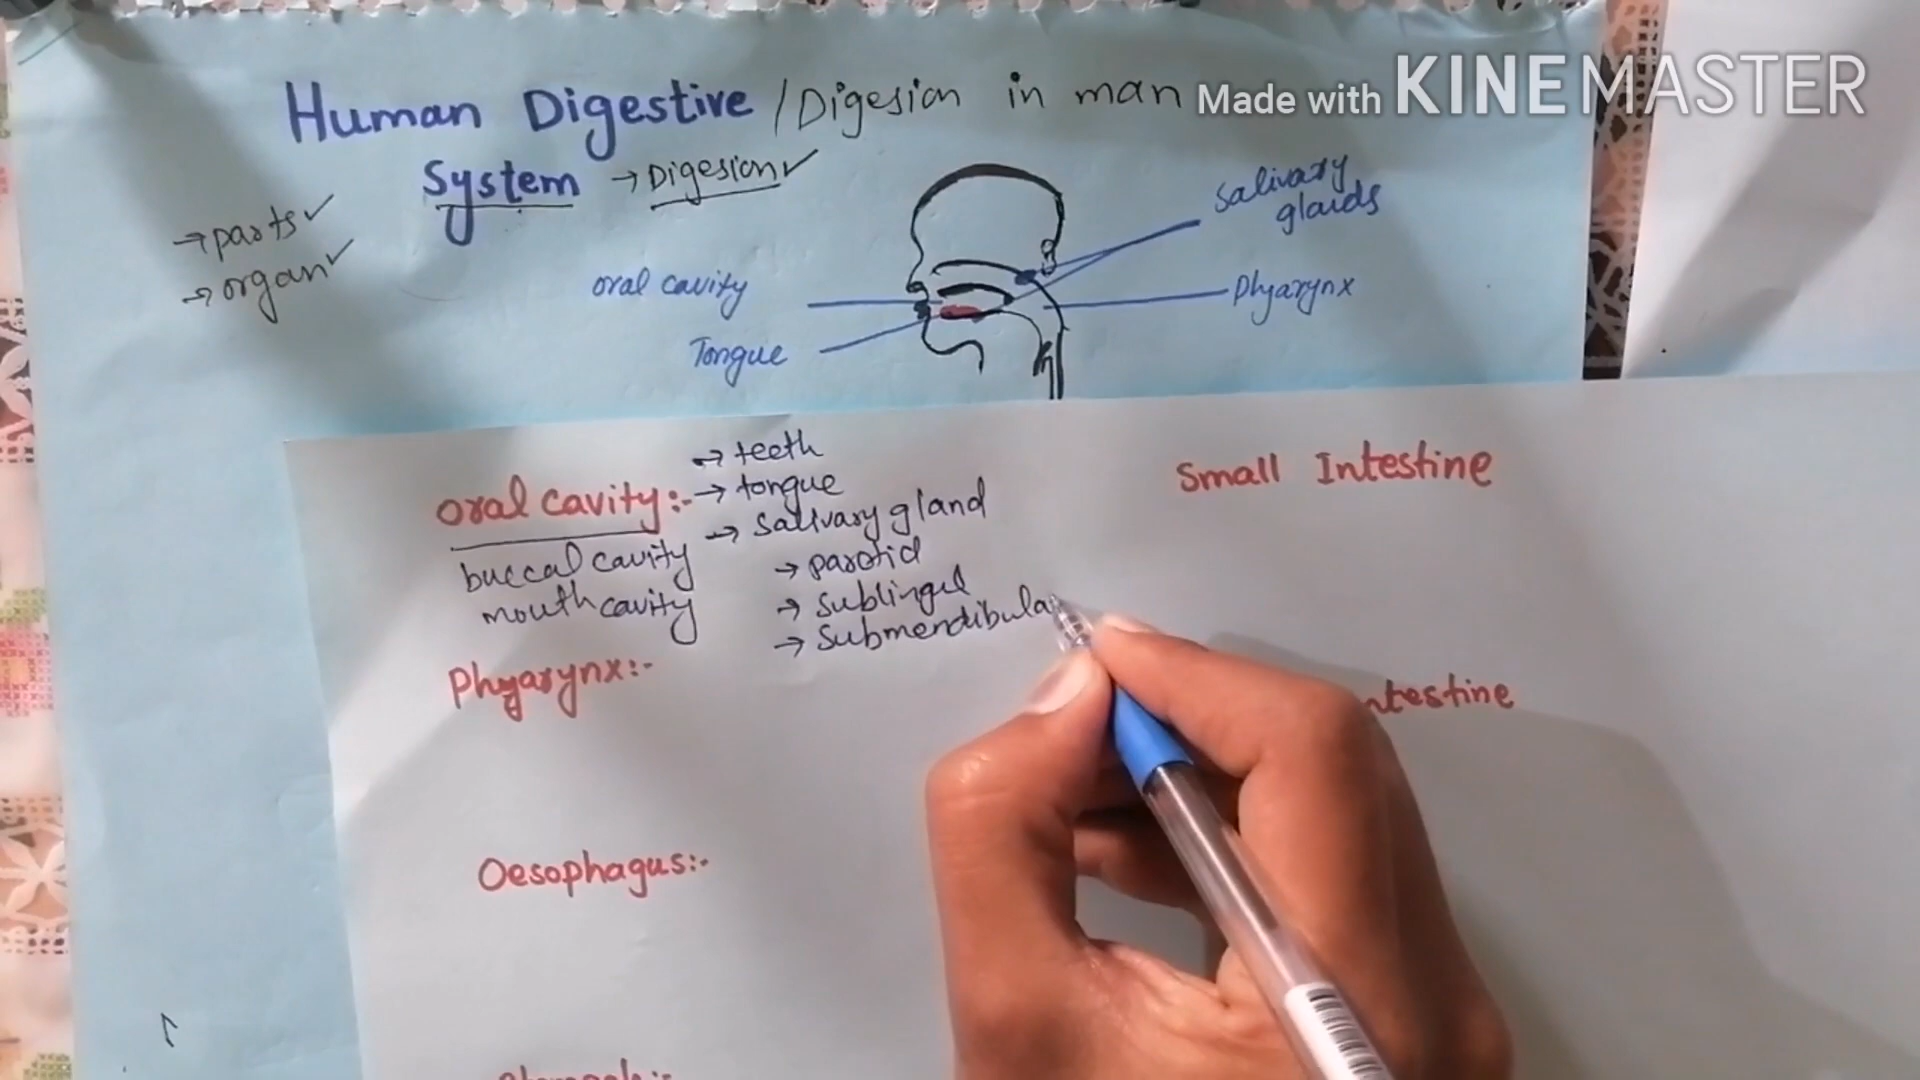 Human Digestive / Digesion in man
Made with KINEMASTER
System → Digesion✓
→ parts✓
→ organ✓
Salivary
glands
oral cavity
Phyarynx
Tongue
→ teeth
oral cavity:- → tongue
→ Salivary gland
buccal cavity
mouth cavity
→ parotid
→ Sublingul
→ Submendibula
Small Intestine
Phyarynx:-
ntestine
Oesophagus:-